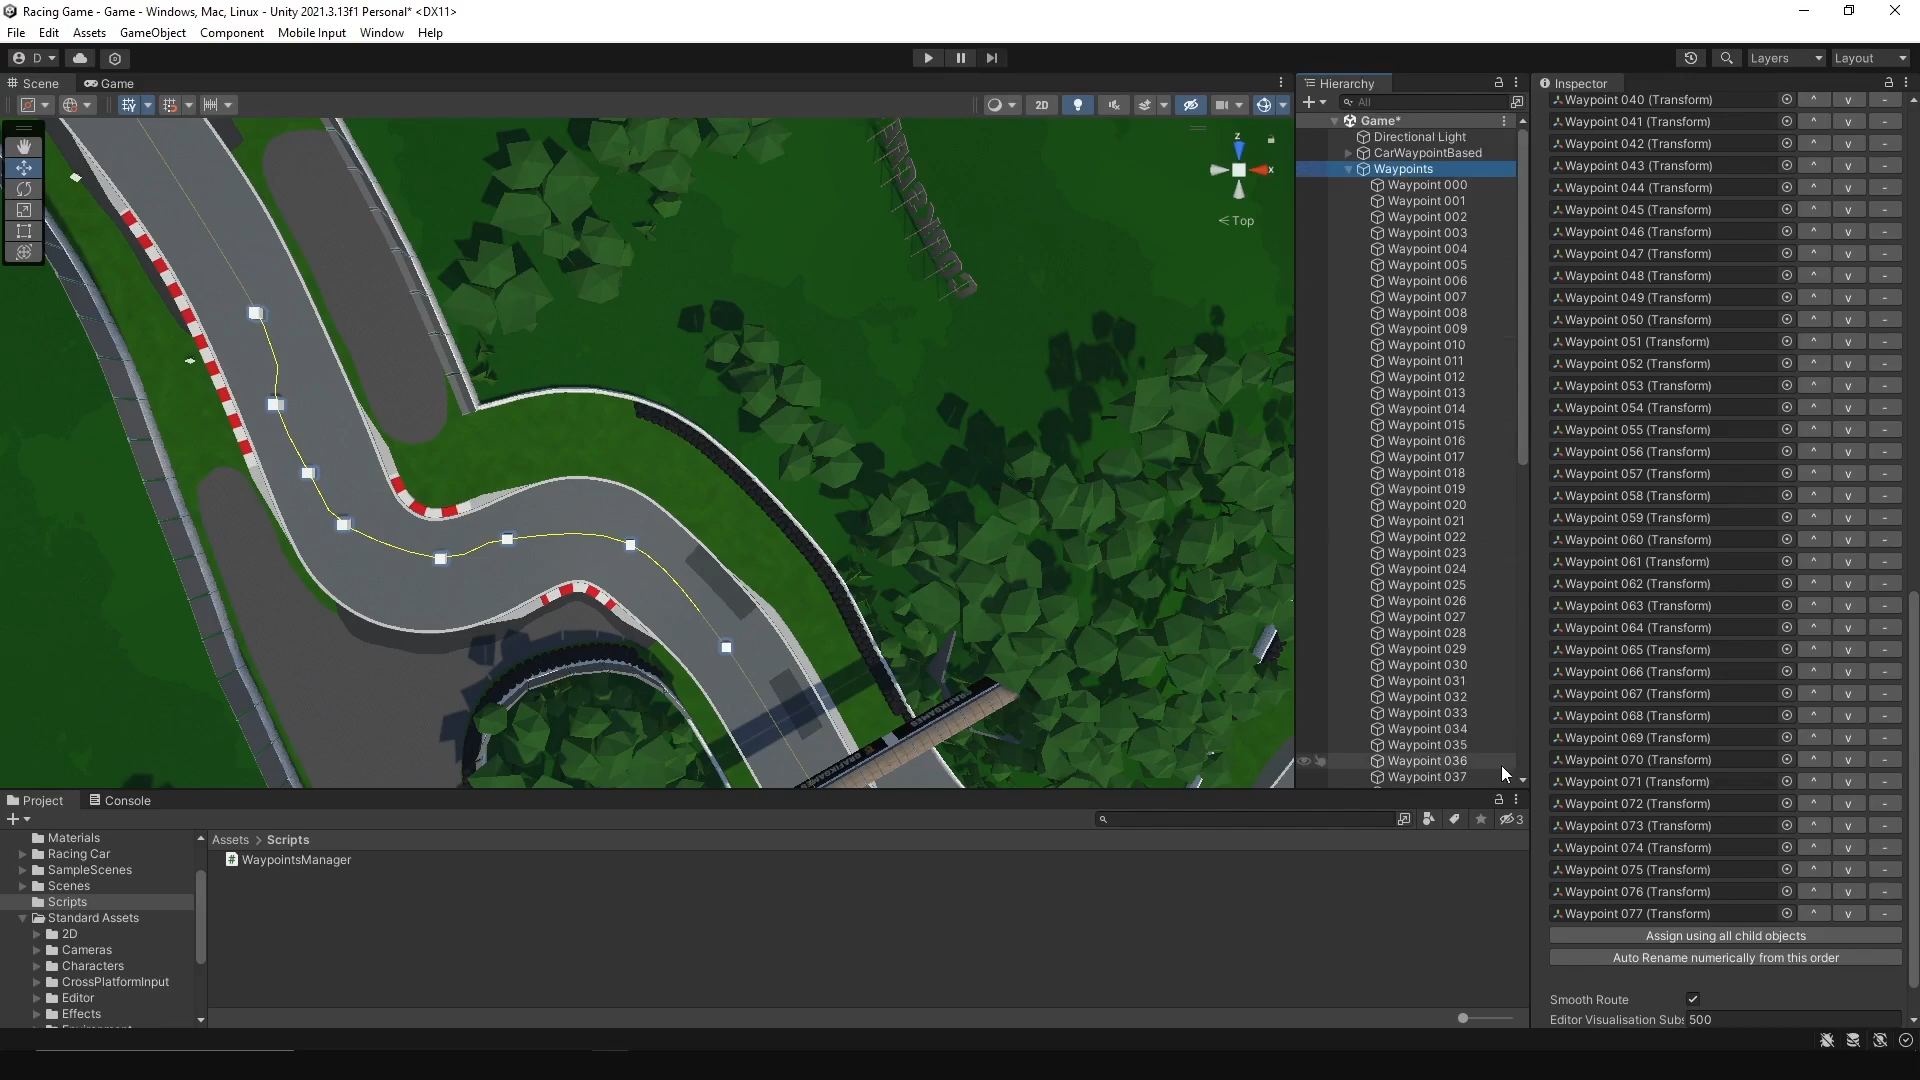 Racing Game - Game - Windows, Mac, Linux - Unity 2021.3.13f1 Personal* <DX11>
File Edit Assets GameObject Component Mobile Input Window Help
D Layers Layout
Scene Game
2D
z
x
< Top
GRAFIKGAMES
Hierarchy
All
Game*
Directional Light
CarWaypointBased
Waypoints
Waypoint 000
Waypoint 001
Waypoint 002
Waypoint 003
Waypoint 004
Waypoint 005
Waypoint 006
Waypoint 007
Waypoint 008
Waypoint 009
Waypoint 010
Waypoint 011
Waypoint 012
Waypoint 013
Waypoint 014
Waypoint 015
Waypoint 016
Waypoint 017
Waypoint 018
Waypoint 019
Waypoint 020
Waypoint 021
Waypoint 022
Waypoint 023
Waypoint 024
Waypoint 025
Waypoint 026
Waypoint 027
Waypoint 028
Waypoint 029
Waypoint 030
Waypoint 031
Waypoint 032
Waypoint 033
Waypoint 034
Waypoint 035
Waypoint 036
Waypoint 037
Inspector
Waypoint 040 (Transform) ^ v -
Waypoint 041 (Transform) ^ v -
Waypoint 042 (Transform) ^ v -
Waypoint 043 (Transform) ^ v -
Waypoint 044 (Transform) ^ v -
Waypoint 045 (Transform) ^ v -
Waypoint 046 (Transform) ^ v -
Waypoint 047 (Transform) ^ v -
Waypoint 048 (Transform) ^ v -
Waypoint 049 (Transform) ^ v -
Waypoint 050 (Transform) ^ v -
Waypoint 051 (Transform) ^ v -
Waypoint 052 (Transform) ^ v -
Waypoint 053 (Transform) ^ v -
Waypoint 054 (Transform) ^ v -
Waypoint 055 (Transform) ^ v -
Waypoint 056 (Transform) ^ v -
Waypoint 057 (Transform) ^ v -
Waypoint 058 (Transform) ^ v -
Waypoint 059 (Transform) ^ v -
Waypoint 060 (Transform) ^ v -
Waypoint 061 (Transform) ^ v -
Waypoint 062 (Transform) ^ v -
Waypoint 063 (Transform) ^ v -
Waypoint 064 (Transform) ^ v -
Waypoint 065 (Transform) ^ v -
Waypoint 066 (Transform) ^ v -
Waypoint 067 (Transform) ^ v -
Waypoint 068 (Transform) ^ v -
Waypoint 069 (Transform) ^ v -
Waypoint 070 (Transform) ^ v -
Waypoint 071 (Transform) ^ v -
Waypoint 072 (Transform) ^ v -
Waypoint 073 (Transform) ^ v -
Waypoint 074 (Transform) ^ v -
Waypoint 075 (Transform) ^ v -
Waypoint 076 (Transform) ^ v -
Waypoint 077 (Transform) ^ v -
Assign using all child objects
Auto Rename numerically from this order
Smooth Route
Editor Visualisation Subs 500
Project Console
3
Materials
Racing Car
SampleScenes
Scenes
Scripts
Standard Assets
2D
Cameras
Characters
CrossPlatformInput
Editor
Effects
Assets > Scripts
WaypointsManager